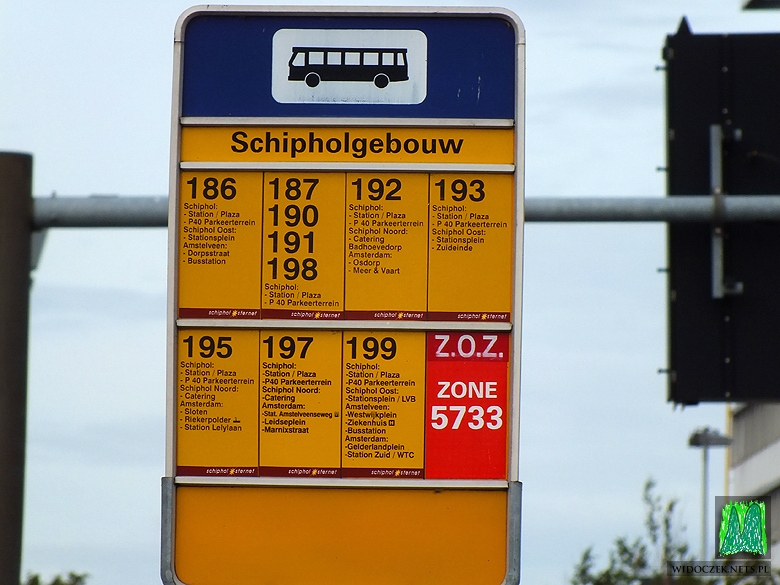 Schipholgebouw
186
Schiphol:
- Station / Plaza
- P40 Parkeerterrein
Schiphol Oost:
- Stationsplein
Amstelveen:
- Dorpsstraat
- Busstation
schiphol sternet
187
190
191
198
Schiphol:
- Station / Plaza
- P 40 Parkeerterrein
schiphol sternet
192
Schiphol:
- Station / Plaza
- P 40 Parkeerterrein
Schiphol Noord:
- Catering
Badhoevedorp
Amsterdam:
- Osdorp
- Meer & Vaart
schiphol sternet
193
Schiphol:
- Station / Plaza
- P 40 Parkeerterrein
Schiphol Oost:
- Stationsplein
- Zuideinde
schiphol sternet
195
Schiphol:
- Station / Plaza
- P 40 Parkeerterrein
Schiphol Noord:
- Catering
Amsterdam:
- Sloten
- Riekerpolder
- Station Lelylaan
schiphol sternet
197
Schiphol:
-Station / Plaza
-P40 Parkeerterrein
Schiphol Noord:
-Catering
Amsterdam:
-Stat. Amstelveenseweg
-Leidseplein
-Marnixstraat
schiphol sternet
199
Schiphol:
-Station / Plaza
-P 40 Parkeerterrein
Schiphol Oost:
-Stationsplein / LVB
Amstelveen:
-Westwijkplein
-Ziekenhuis H
-Busstation
Amsterdam:
-Gelderlandplein
-Station Zuid / WTC
schiphol sternet
Z.O.Z.
ZONE
5733
WIDOCZEK.NETS.PL